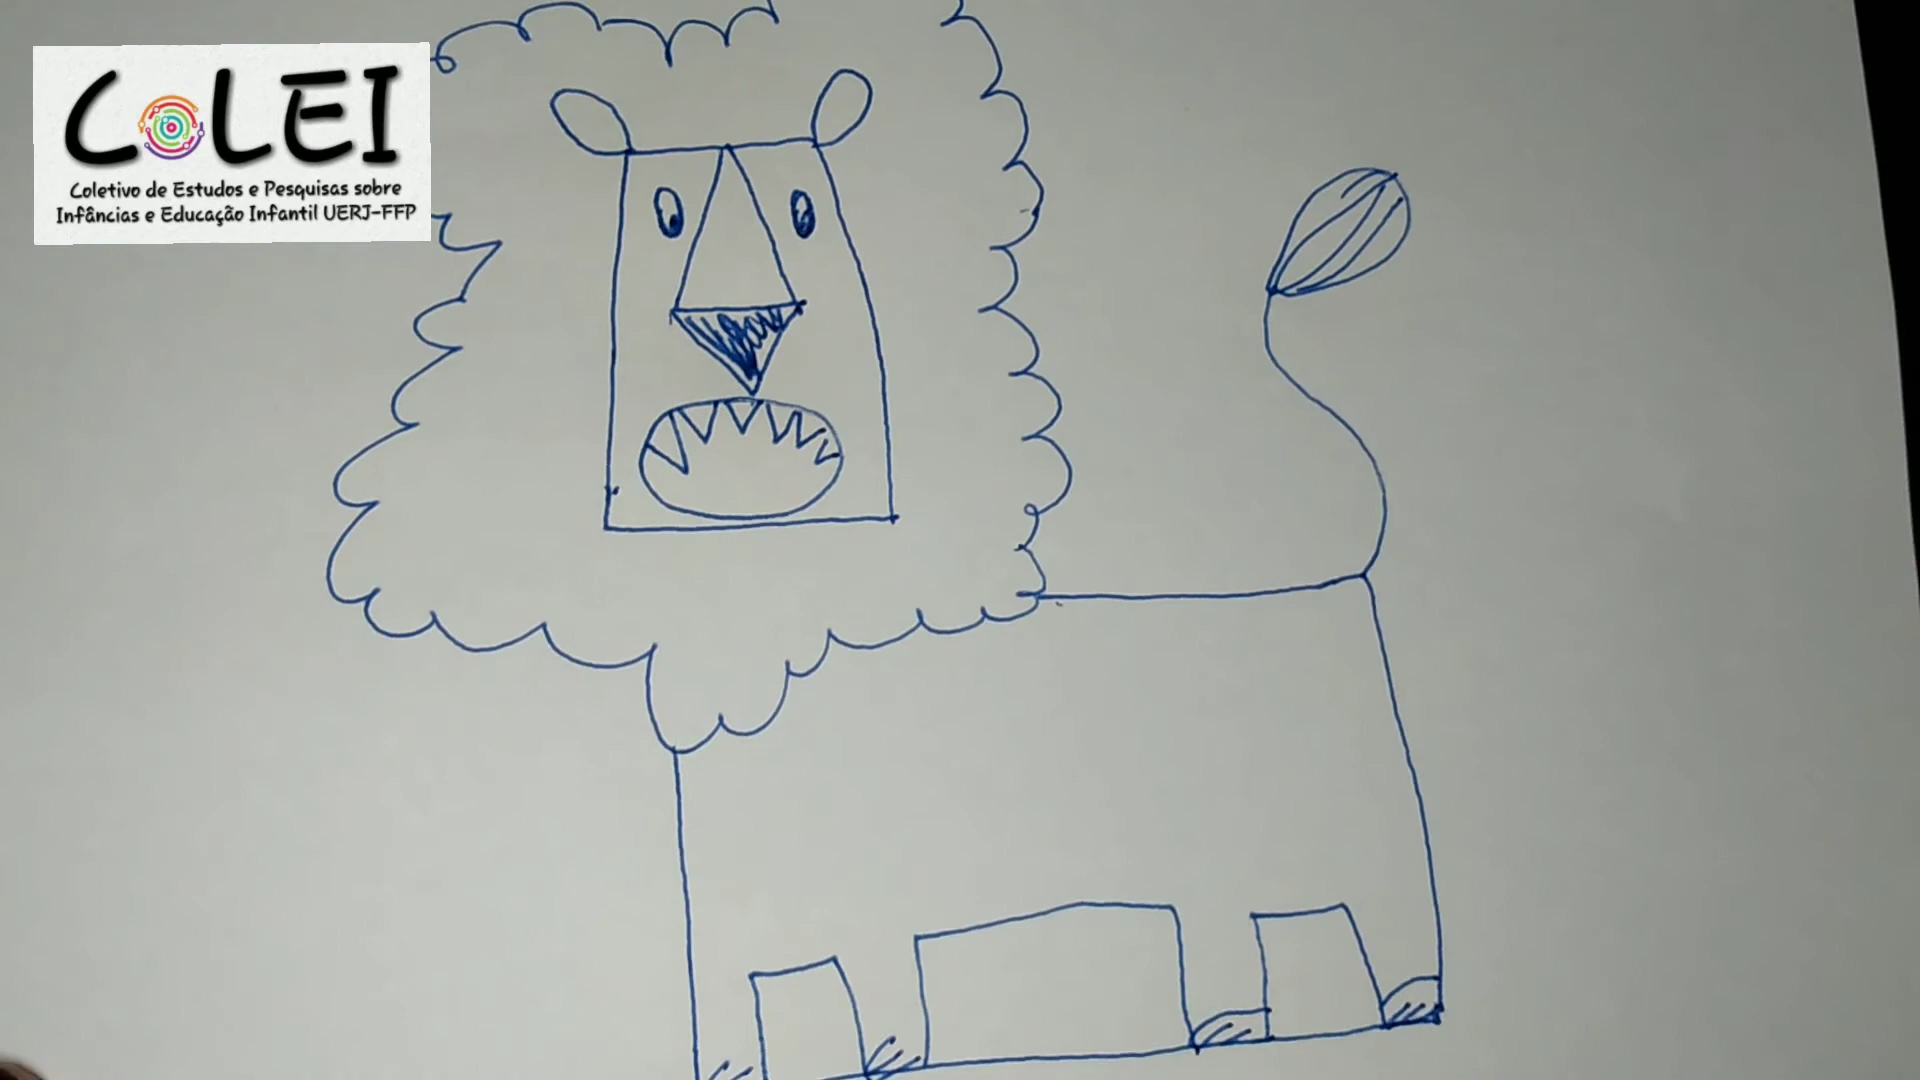 COLEI
Coletivo de Estudos e Pesquisas sobre
Infâncias e Educação Infantil UERJ-FFP